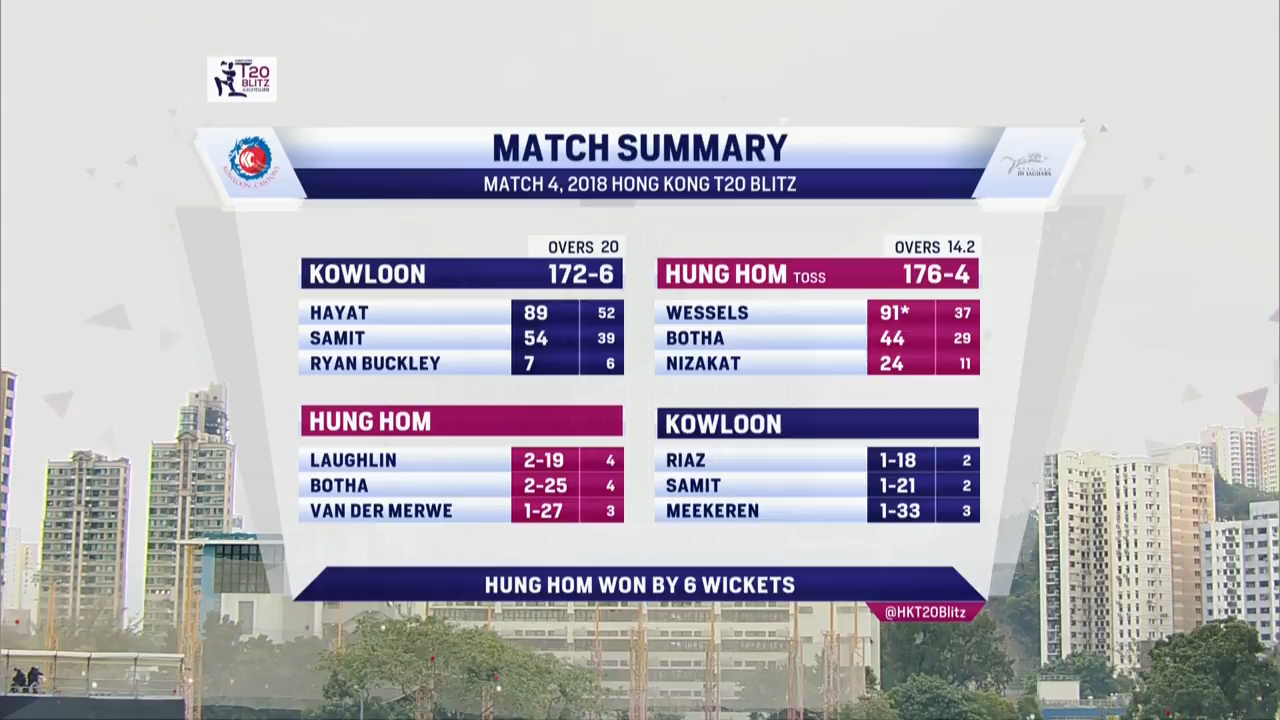 T20
BLITZ
KOWLOON CANTONS
HH JAGUARS
MATCH SUMMARY
MATCH 4, 2018 HONG KONG T20 BLITZ
OVERS 20
KOWLOON 172-6
HAYAT 89 52
SAMIT 54 39
RYAN BUCKLEY 7 6
HUNG HOM
LAUGHLIN 2-19 4
BOTHA 2-25 4
VAN DER MERWE 1-27 3
OVERS 14.2
HUNG HOM TOSS 176-4
WESSELS 91* 37
BOTHA 44 29
NIZAKAT 24 11
KOWLOON
RIAZ 1-18 2
SAMIT 1-21 2
MEEKEREN 1-33 3
HUNG HOM WON BY 6 WICKETS
@HKT20Blitz